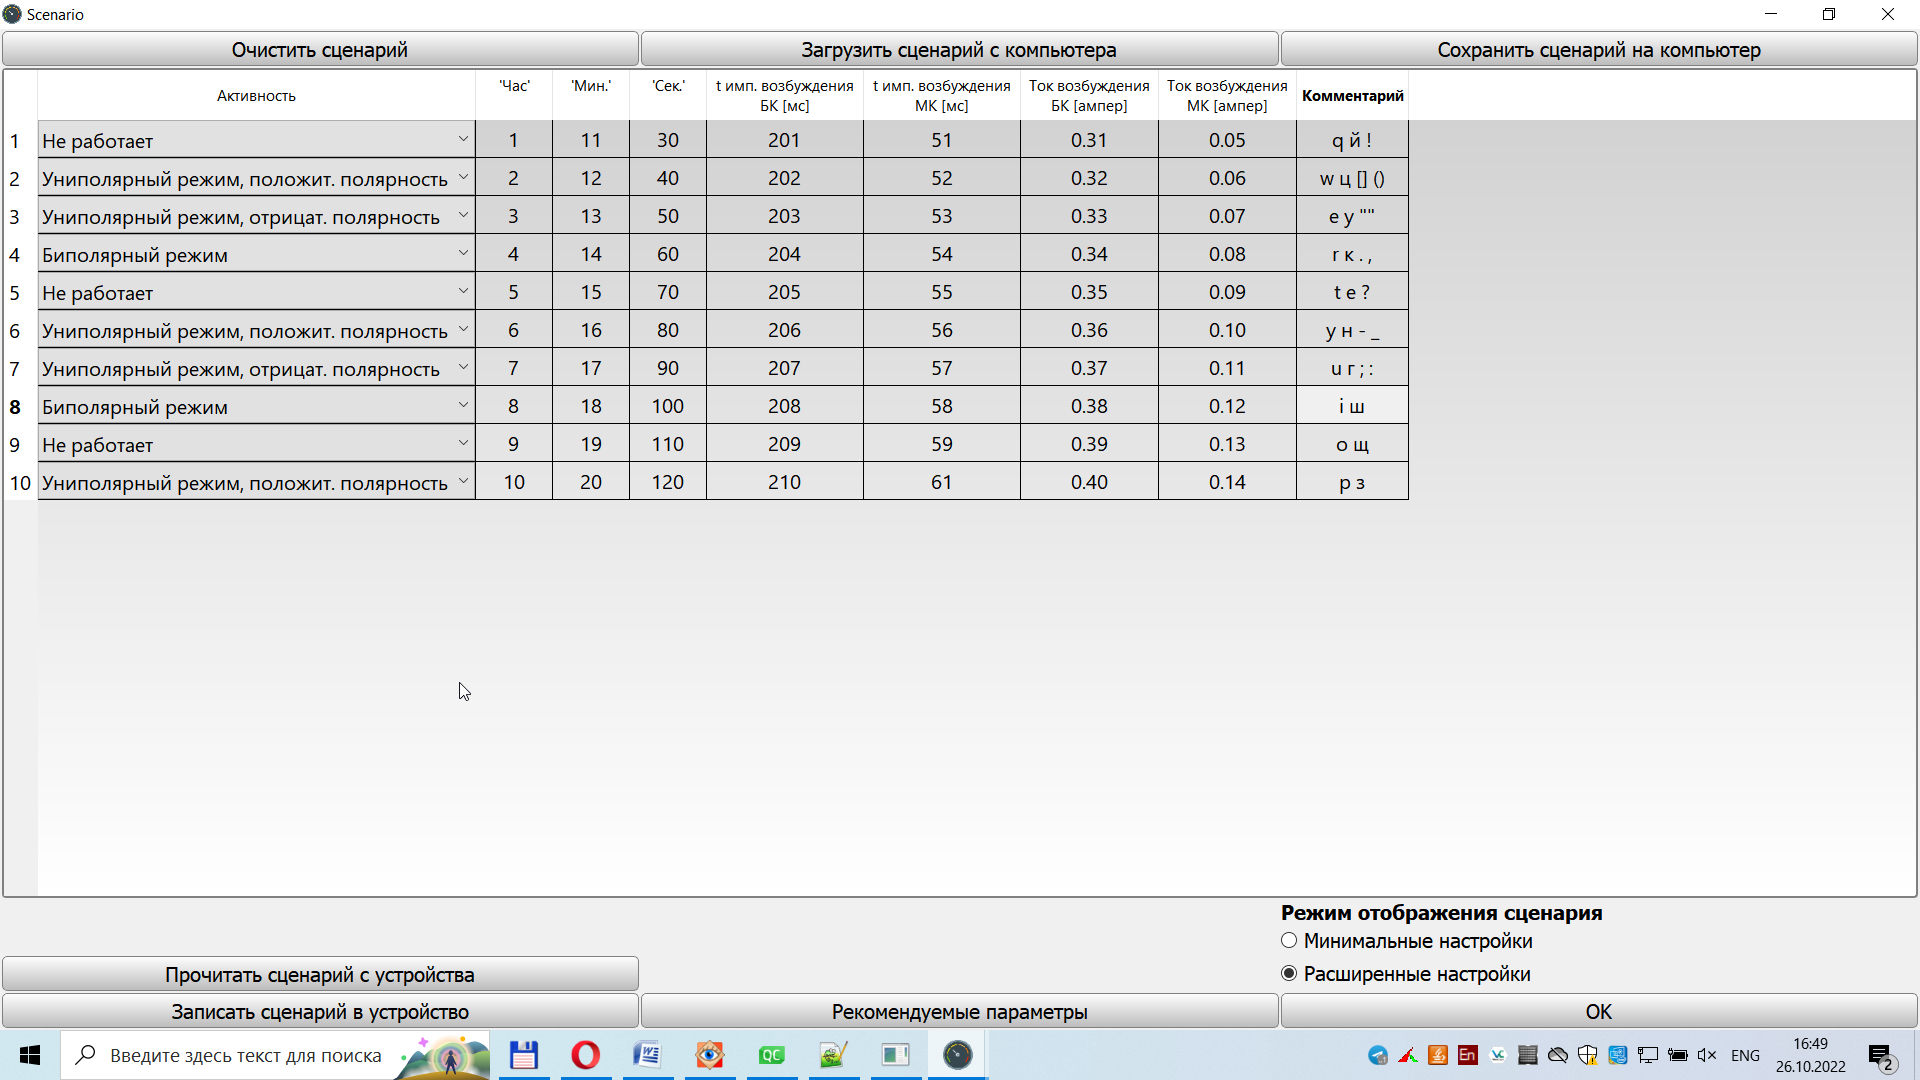 Scenario
Очистить сценарий Загрузить сценарий с компьютера Сохранить сценарий на компьютер
Активность 'Час' 'Мин.' 'Сек.' t имп. возбуждения БК [мс] t имп. возбуждения МК [мс] Ток возбуждения БК [ампер] Ток возбуждения МК [ампер] Комментарий
1 Не работает 1 11 30 201 51 0.31 0.05 q й !
2 Униполярный режим, положит. полярность 2 12 40 202 52 0.32 0.06 w ц [] ()
3 Униполярный режим, отрицат. полярность 3 13 50 203 53 0.33 0.07 e у ""
4 Биполярный режим 4 14 60 204 54 0.34 0.08 r к . ,
5 Не работает 5 15 70 205 55 0.35 0.09 t е ?
6 Униполярный режим, положит. полярность 6 16 80 206 56 0.36 0.10 y н - _
7 Униполярный режим, отрицат. полярность 7 17 90 207 57 0.37 0.11 u г ; :
8 Биполярный режим 8 18 100 208 58 0.38 0.12 i ш
9 Не работает 9 19 110 209 59 0.39 0.13 o щ
10 Униполярный режим, положит. полярность 10 20 120 210 61 0.40 0.14 p з
Режим отображения сценария
Минимальные настройки
Прочитать сценарий с устройства Расширенные настройки
Записать сценарий в устройство Рекомендуемые параметры OK
Введите здесь текст для поиска QC En ENG 16:49
26.10.2022 2